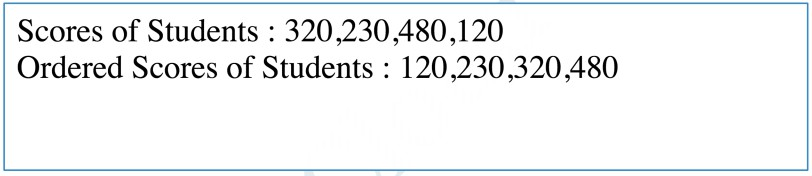 Scores of Students : 320,230,480,120
Ordered Scores of Students : 120,230,320,480